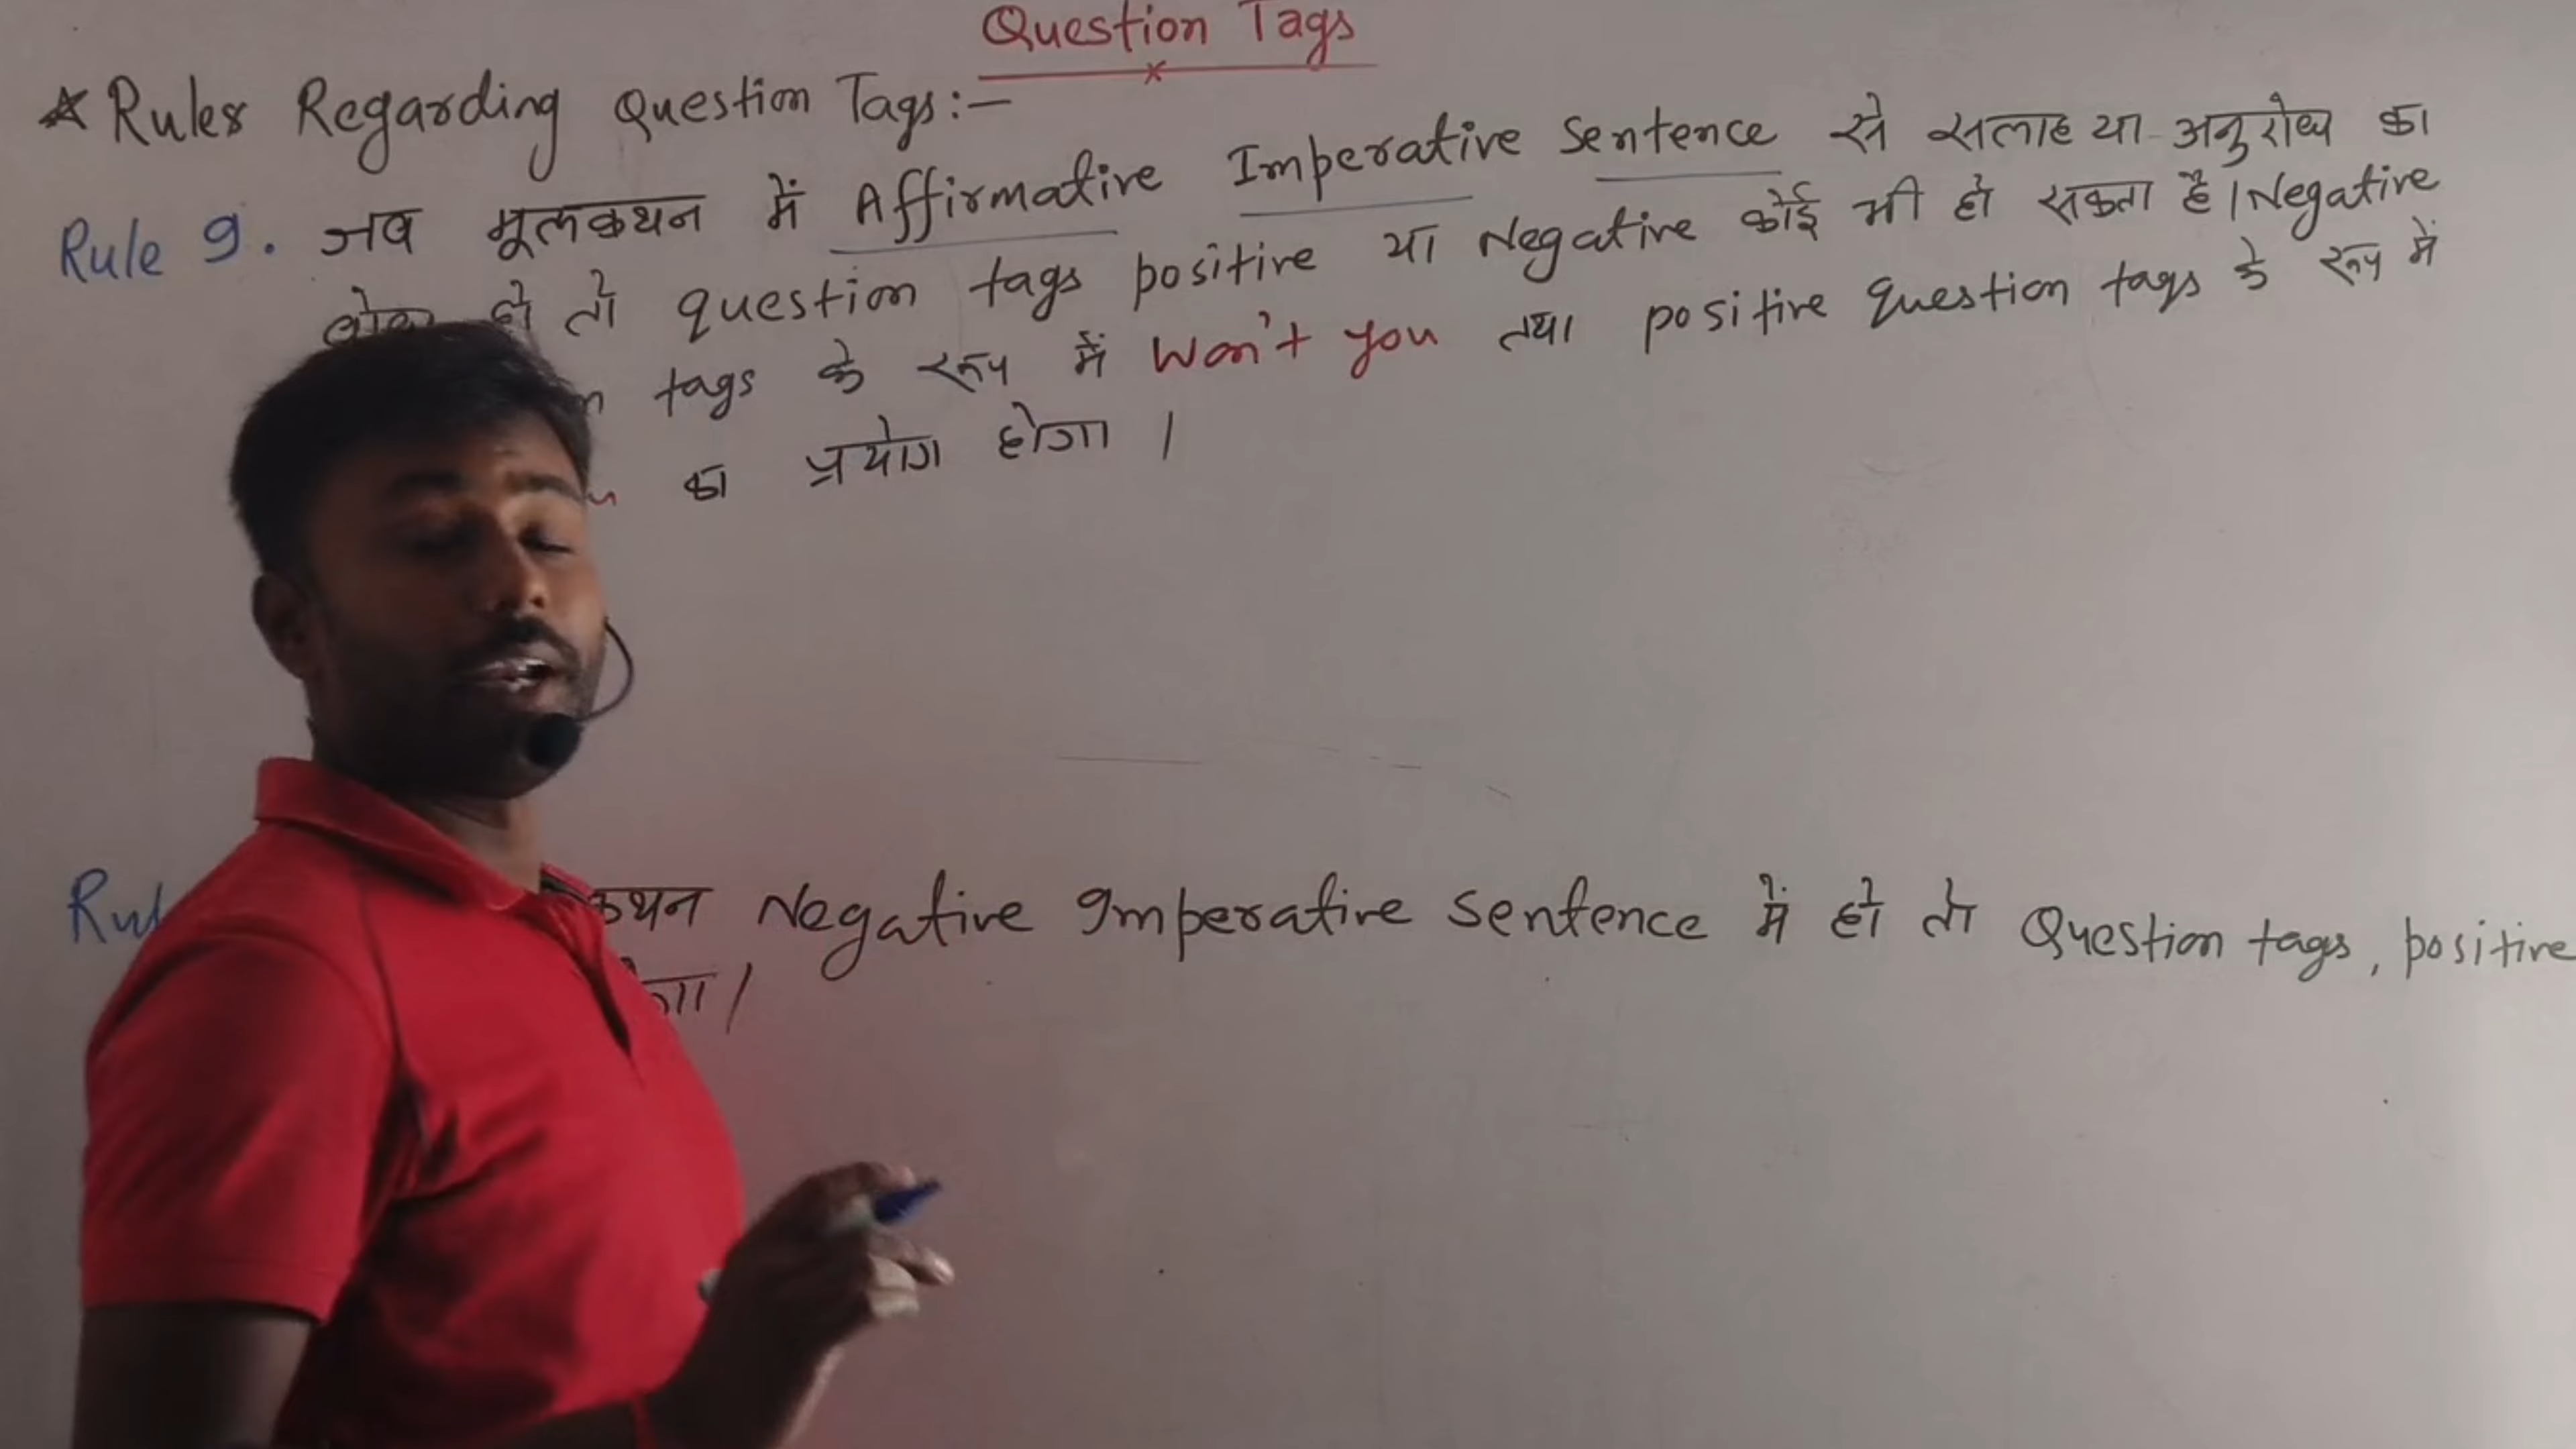 Question Tags
☆ Rules Regarding Question Tags:-
Rule 9. जब मूलकथन में Affirmative Imperative Sentence से सलाह या अनुरोध का
बोध हो तो question tags positive या Negative कोई भी हो सकता है। Negative
tags के रूप में Won't you तथा positive question tags के रूप में
का प्रयोग होगा ।
कथन Negative Imperative Sentence में हो तो Question tags, positive